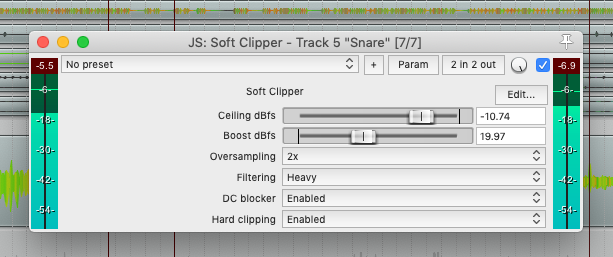 JS: Soft Clipper - Track 5 "Snare" [7/7]
-5.5 No preset + Param 2 in 2 out -6.9
-6- Soft Clipper Edit... -6-
-18- Ceiling dBfs -10.74 -18-
Boost dBfs 19.97
-30- Oversampling 2x -30-
Filtering Heavy
-42- DC blocker Enabled -42-
-54- Hard clipping Enabled -54-